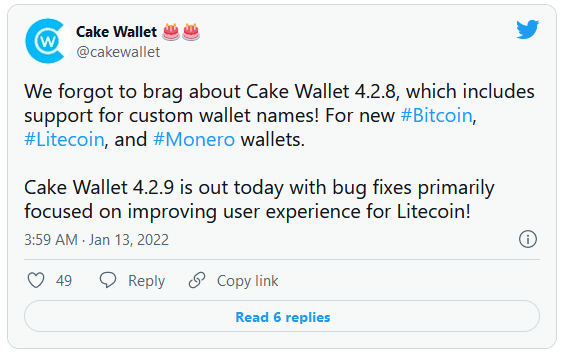 Cake Wallet 🎂🎂
@cakewallet
We forgot to brag about Cake Wallet 4.2.8, which includes
support for custom wallet names! For new #Bitcoin,
#Litecoin, and #Monero wallets.
Cake Wallet 4.2.9 is out today with bug fixes primarily
focused on improving user experience for Litecoin!
3:59 AM · Jan 13, 2022
49 Reply Copy link
Read 6 replies